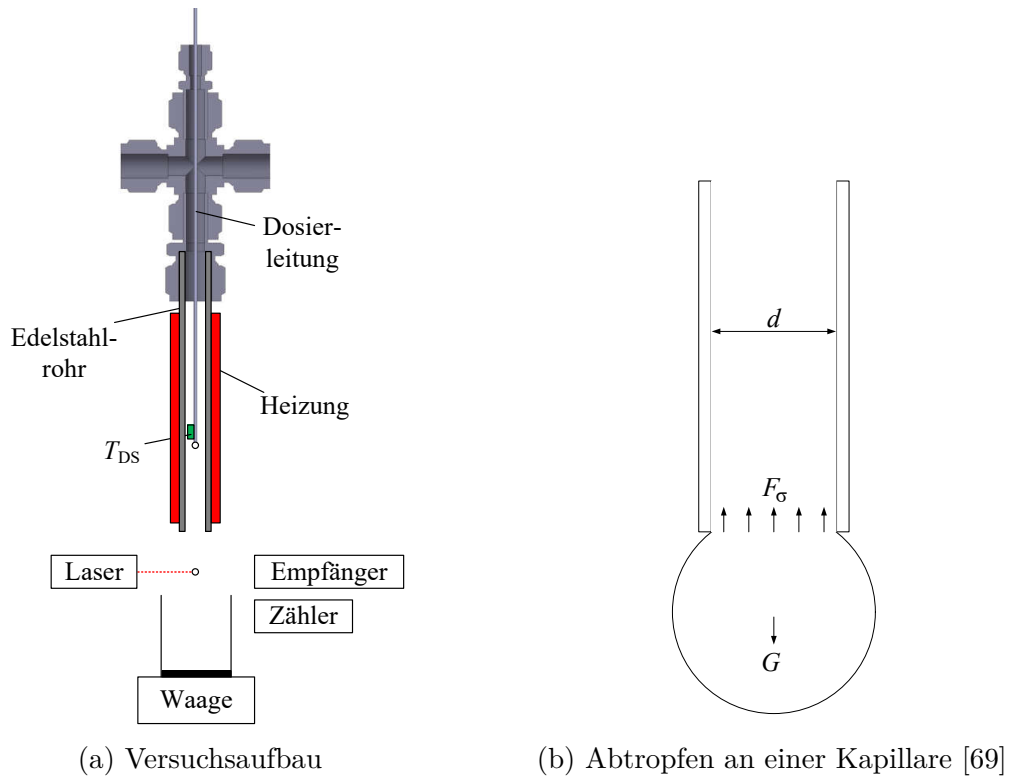 Dosier-
leitung
Edelstahl-
rohr
Heizung
T_DS
Laser
Empfänger
Zähler
Waage
(a) Versuchsaufbau
d
F_σ
G
(b) Abtropfen an einer Kapillare [69]